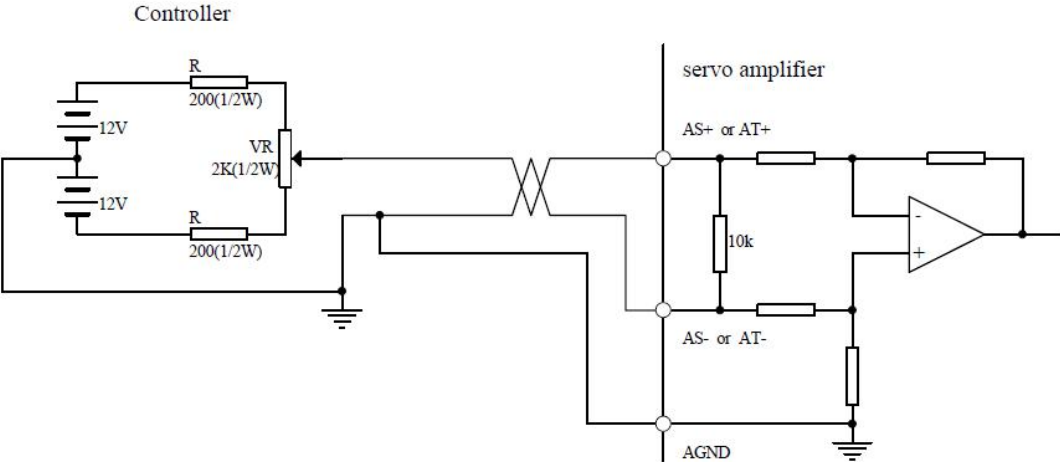 Controller
servo amplifier
R
200(1/2W)
12V
AS+ or AT+
VR
2K(1/2W)
-
12V
R
200(1/2W)
10k
+
AS- or AT-
AGND